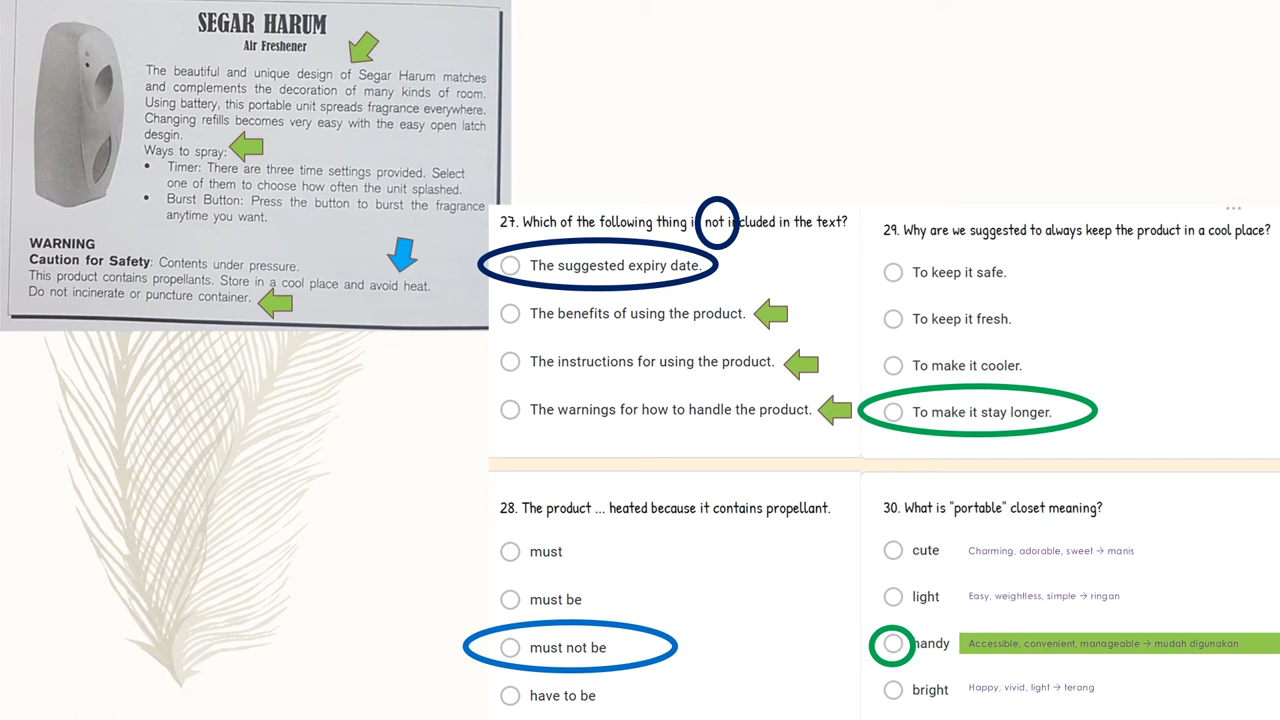 SEGAR HARUM
Air Freshener
The beautiful and unique design of Segar Harum matches
and complements the decoration of many kinds of room.
Using battery, this portable unit spreads fragrance everywhere.
Changing refills becomes very easy with the easy open latch
desgin.
Ways to spray:
• Timer: There are three time settings provided. Select
one of them to choose how often the unit splashed.
• Burst Button: Press the button to burst the fragrance
anytime you want.
WARNING
Caution for Safety: Contents under pressure.
This product contains propellants. Store in a cool place and avoid heat.
Do not incinerate or puncture container.
27. Which of the following thing is not included in the text?
The suggested expiry date.
The benefits of using the product.
The instructions for using the product.
The warnings for how to handle the product.
28. The product ... heated because it contains propellant.
must
must be
must not be
have to be
29. Why are we suggested to always keep the product in a cool place?
To keep it safe.
To keep it fresh.
To make it cooler.
To make it stay longer.
30. What is "portable" closet meaning?
cute Charming, adorable, sweet → manis
light Easy, weightless, simple → ringan
handy Accessible, convenient, manageable → mudah digunakan
bright Happy, vivid, light → terang